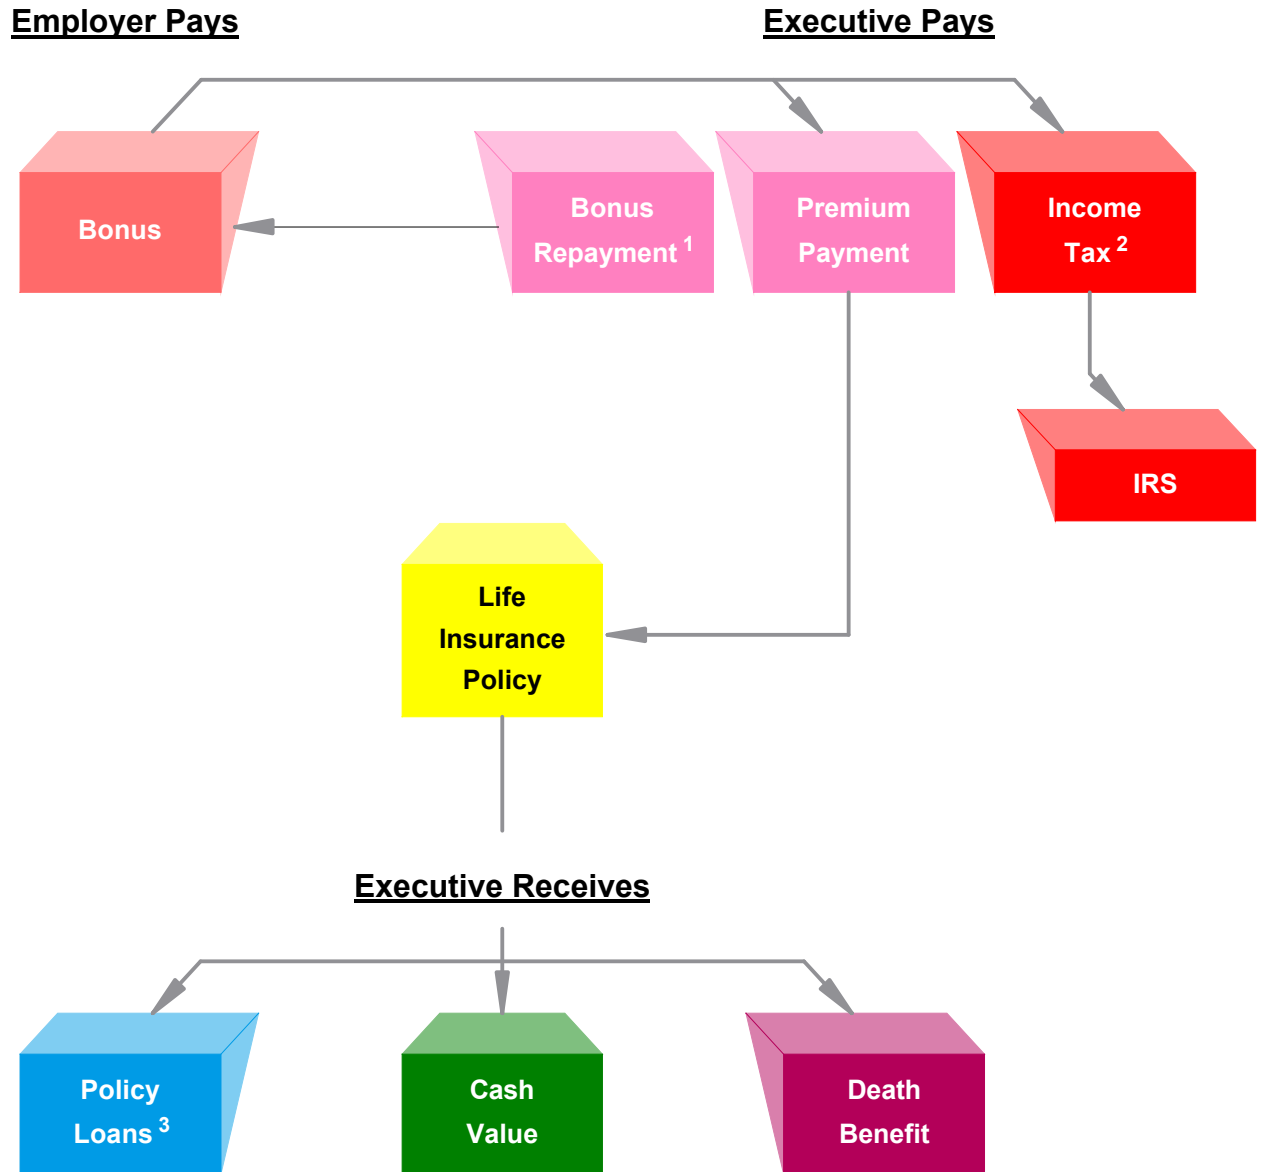 Employer Pays
Executive Pays
Bonus
Bonus
Repayment 1
Premium
Payment
Income
Tax 2
IRS
Life
Insurance
Policy
Executive Receives
Policy
Loans 3
Cash
Value
Death
Benefit